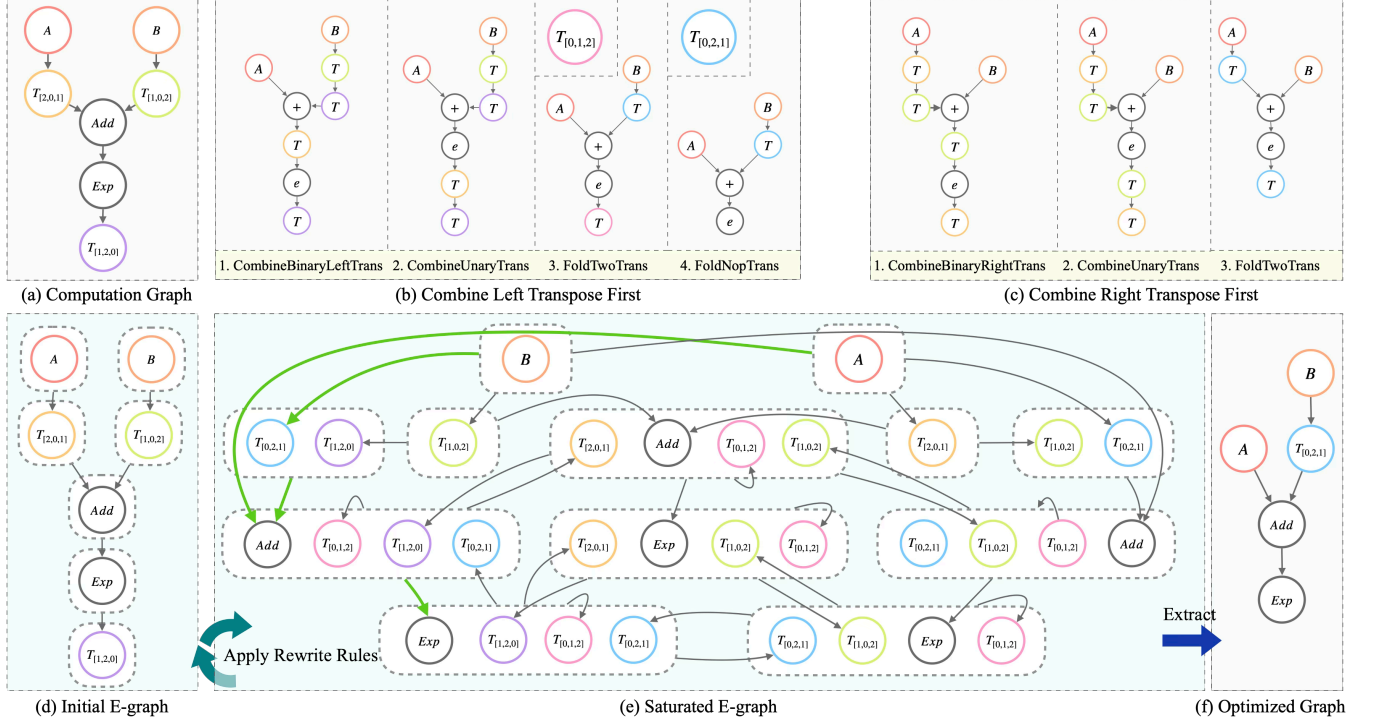 A
B
T[2,0,1]
T[1,0,2]
Add
Exp
T[1,2,0]
(a) Computation Graph
B
A
T
+
T
T
e
T
1. CombineBinaryLeftTrans
B
A
T
+
T
e
T
T
2. CombineUnaryTrans
T[0,1,2]
B
A
T
+
e
T
3. FoldTwoTrans
T[0,2,1]
B
A
T
+
e
4. FoldNopTrans
(b) Combine Left Transpose First
A
T
B
T
+
T
e
T
1. CombineBinaryRightTrans
A
T
B
T
+
e
T
T
2. CombineUnaryTrans
A
T
B
+
e
T
3. FoldTwoTrans
(c) Combine Right Transpose First
A
B
T[2,0,1]
T[1,0,2]
Add
Exp
T[1,2,0]
(d) Initial E-graph
B
A
T[0,2,1]
T[1,2,0]
T[1,0,2]
T[2,0,1]
Add
T[0,1,2]
T[1,0,2]
T[2,0,1]
T[1,0,2]
T[0,2,1]
Add
T[0,1,2]
T[1,2,0]
T[0,2,1]
T[2,0,1]
Exp
T[1,0,2]
T[0,1,2]
T[0,2,1]
T[1,0,2]
T[0,1,2]
Add
Exp
T[1,2,0]
T[0,1,2]
T[0,2,1]
T[0,2,1]
T[1,0,2]
Exp
T[0,1,2]
Apply Rewrite Rules
Extract
(e) Saturated E-graph
B
A
T[0,2,1]
Add
Exp
(f) Optimized Graph